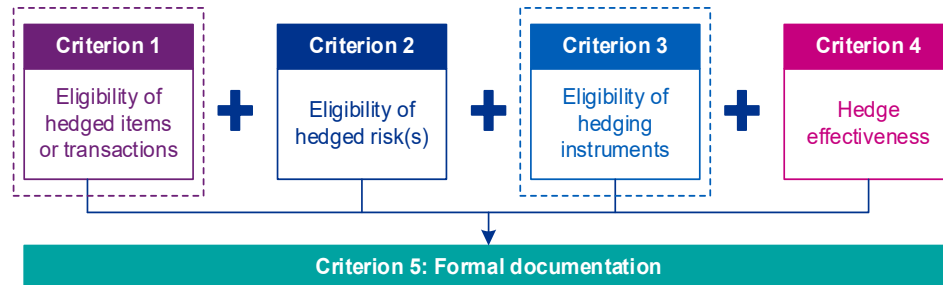 Criterion 1
Eligibility of
hedged items
or transactions
Criterion 2
Eligibility of
hedged risk(s)
Criterion 3
Eligibility of
hedging
instruments
Criterion 4
Hedge
effectiveness
Criterion 5: Formal documentation